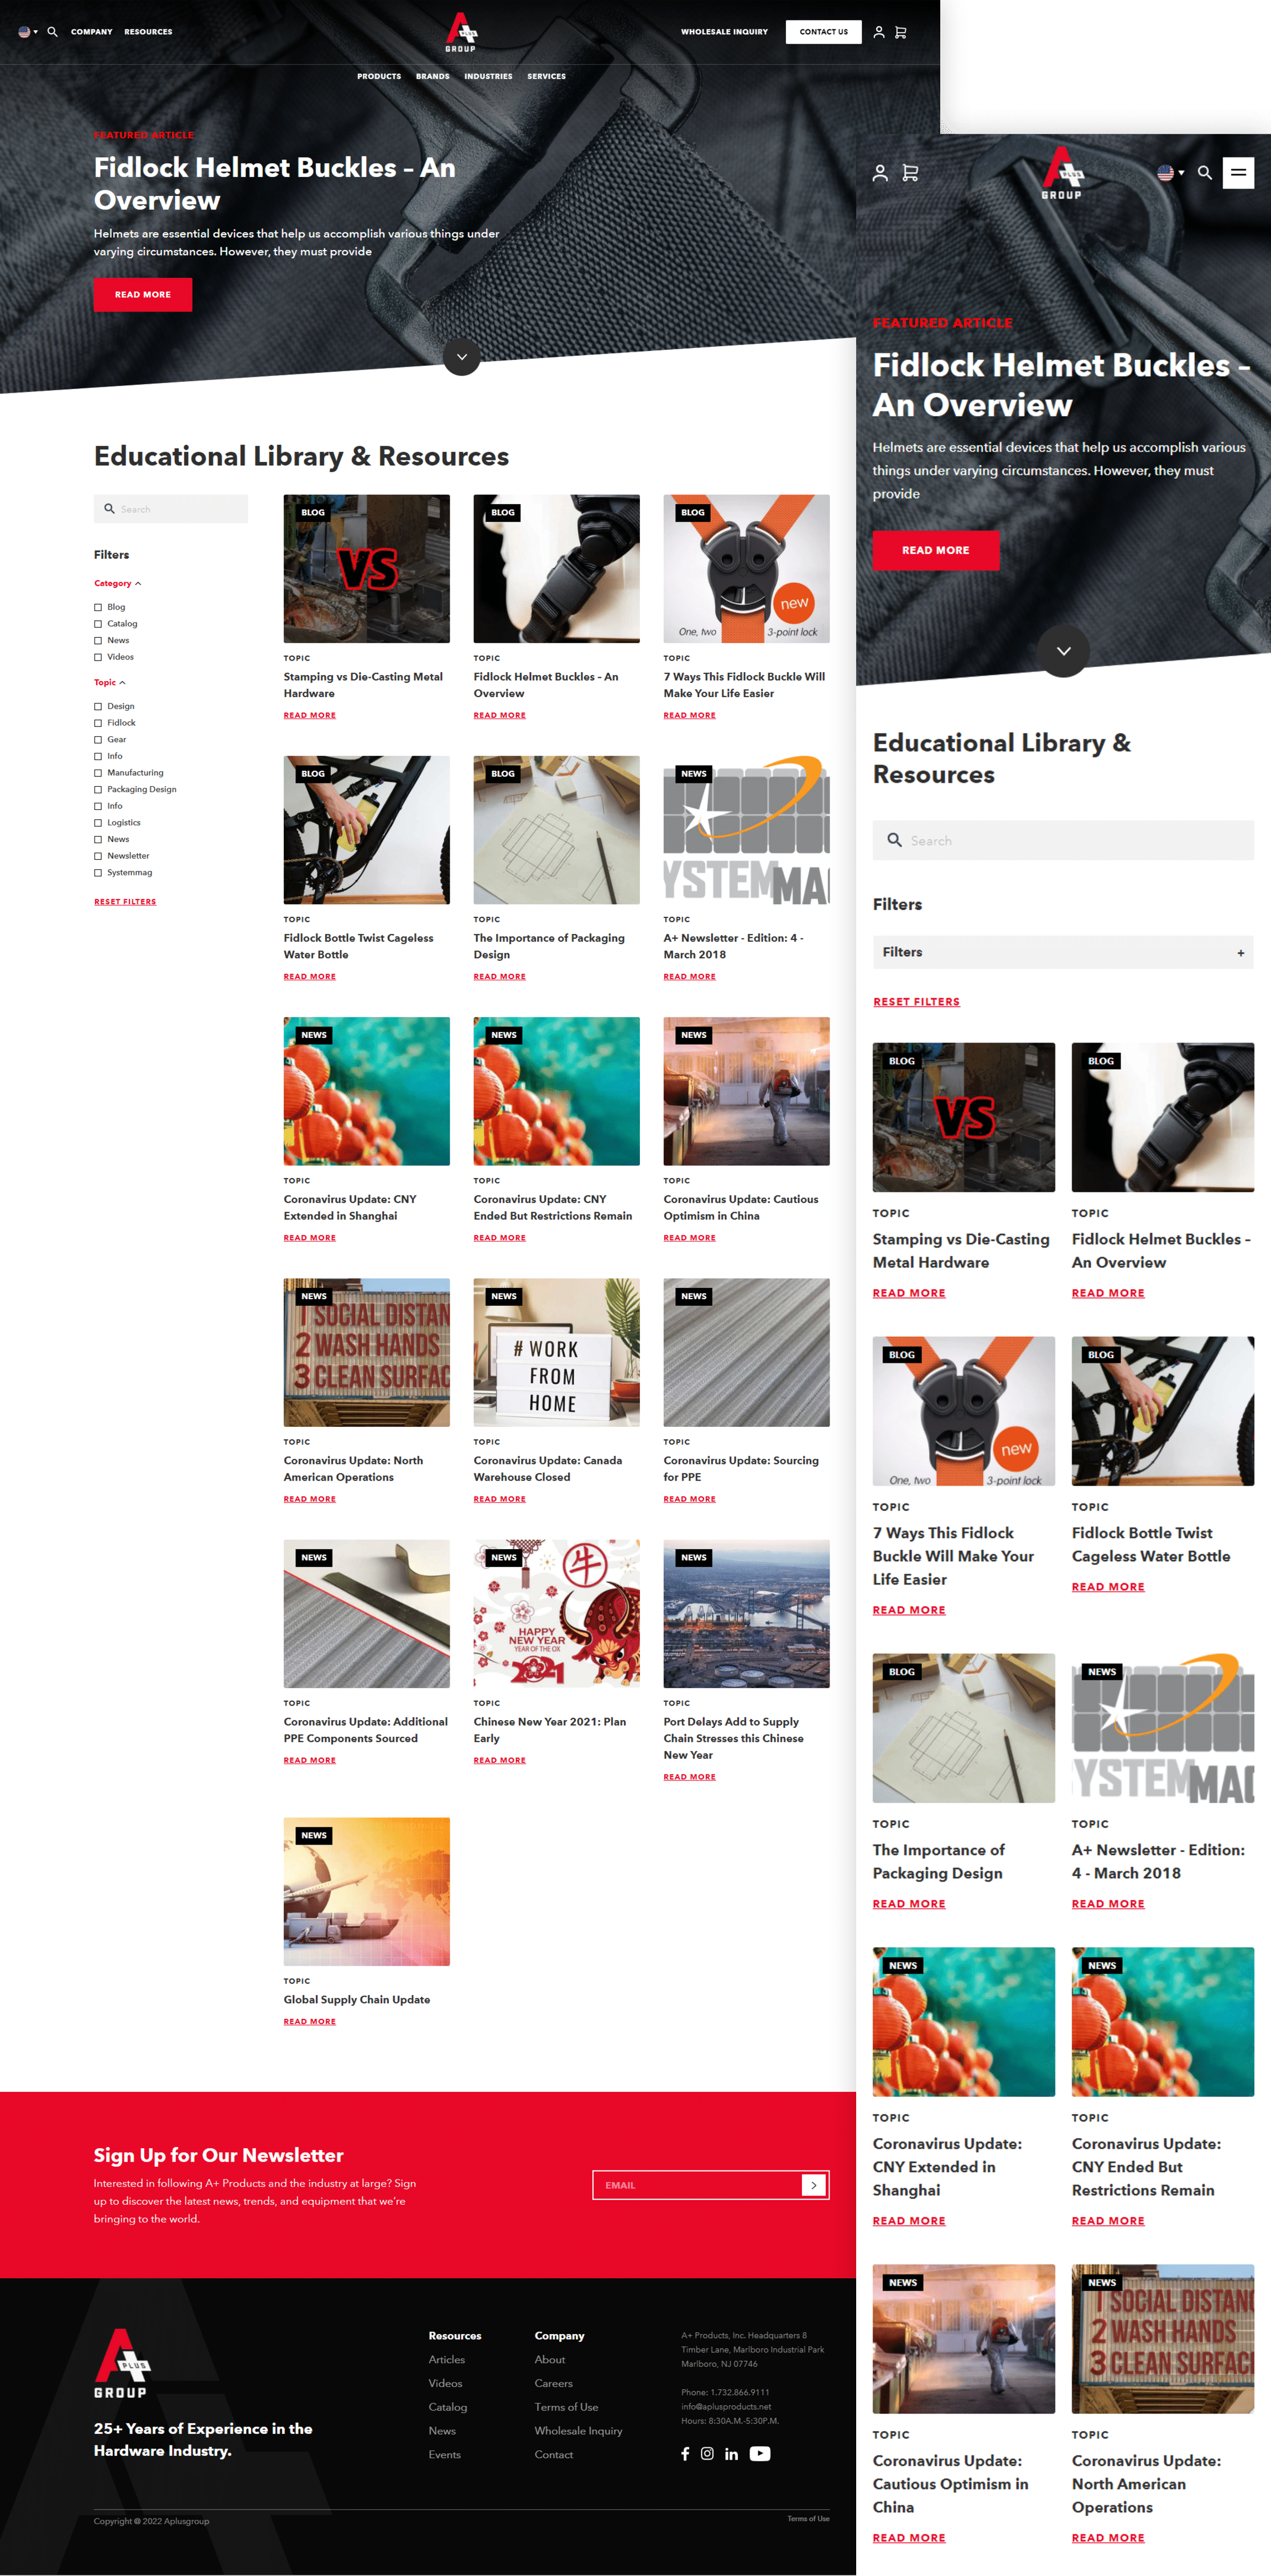 COMPANY RESOURCES
A PLUS GROUP
WHOLESALE INQUIRY CONTACT US
PRODUCTS BRANDS INDUSTRIES SERVICES
FEATURED ARTICLE
Fidlock Helmet Buckles – An
Overview
Helmets are essential devices that help us accomplish various things under
varying circumstances. However, they must provide
READ MORE
Educational Library & Resources
Search
Filters
Category
Blog
Catalog
News
Videos
Topic
Design
Fidlock
Gear
Info
Manufacturing
Packaging Design
Info
Logistics
News
Newsletter
Systemmag
RESET FILTERS
BLOG
VS
TOPIC
Stamping vs Die-Casting Metal
Hardware
READ MORE
BLOG
TOPIC
Fidlock Helmet Buckles – An
Overview
READ MORE
BLOG
new
One, two 3-point lock
TOPIC
7 Ways This Fidlock Buckle Will
Make Your Life Easier
READ MORE
BLOG
TOPIC
Fidlock Bottle Twist Cageless
Water Bottle
READ MORE
BLOG
TOPIC
The Importance of Packaging
Design
READ MORE
NEWS
YSTEMMA
TOPIC
A+ Newsletter - Edition: 4 -
March 2018
READ MORE
NEWS
TOPIC
Coronavirus Update: CNY
Extended in Shanghai
READ MORE
NEWS
TOPIC
Coronavirus Update: CNY
Ended But Restrictions Remain
READ MORE
NEWS
TOPIC
Coronavirus Update: Cautious
Optimism in China
READ MORE
NEWS
1 SOCIAL DISTAN
2 WASH HANDS
3 CLEAN SURFAC
TOPIC
Coronavirus Update: North
American Operations
READ MORE
NEWS
# WORK
FROM
HOME
TOPIC
Coronavirus Update: Canada
Warehouse Closed
READ MORE
NEWS
TOPIC
Coronavirus Update: Sourcing
for PPE
READ MORE
NEWS
TOPIC
Coronavirus Update: Additional
PPE Components Sourced
READ MORE
NEWS
牛
HAPPY
NEW YEAR
YEAR OF THE OX
2021
TOPIC
Chinese New Year 2021: Plan
Early
READ MORE
NEWS
TOPIC
Port Delays Add to Supply
Chain Stresses this Chinese
New Year
READ MORE
NEWS
TOPIC
Global Supply Chain Update
READ MORE
Sign Up for Our Newsletter
Interested in following A+ Products and the industry at large? Sign
up to discover the latest news, trends, and equipment that we're
bringing to the world.
EMAIL
A PLUS
GROUP
25+ Years of Experience in the
Hardware Industry.
Resources
Articles
Videos
Catalog
News
Events
Company
About
Careers
Terms of Use
Wholesale Inquiry
Contact
A+ Products, Inc. Headquarters 8
Timber Lane, Marlboro Industrial Park
Marlboro, NJ 07746
Phone: 1.732.866.9111
info@aplusproducts.net
Hours: 8:30A.M.-5:30P.M.
Copyright @ 2022 Aplusgroup
Terms of Use
A PLUS
GROUP
FEATURED ARTICLE
Fidlock Helmet Buckles –
An Overview
Helmets are essential devices that help us accomplish various
things under varying circumstances. However, they must
provide
READ MORE
Educational Library &
Resources
Search
Filters
Filters +
RESET FILTERS
BLOG
VS
TOPIC
Stamping vs Die-Casting
Metal Hardware
READ MORE
BLOG
TOPIC
Fidlock Helmet Buckles –
An Overview
READ MORE
BLOG
new
One, two 3-point lock
TOPIC
7 Ways This Fidlock
Buckle Will Make Your
Life Easier
READ MORE
BLOG
TOPIC
Fidlock Bottle Twist
Cageless Water Bottle
READ MORE
BLOG
TOPIC
The Importance of
Packaging Design
READ MORE
NEWS
YSTEMMA
TOPIC
A+ Newsletter - Edition:
4 - March 2018
READ MORE
NEWS
TOPIC
Coronavirus Update:
CNY Extended in
Shanghai
READ MORE
NEWS
TOPIC
Coronavirus Update:
CNY Ended But
Restrictions Remain
READ MORE
NEWS
TOPIC
Coronavirus Update:
Cautious Optimism in
China
READ MORE
NEWS
1 SOCIAL DISTAN
2 WASH HANDS
3 CLEAN SURFAC
TOPIC
Coronavirus Update:
North American
Operations
READ MORE